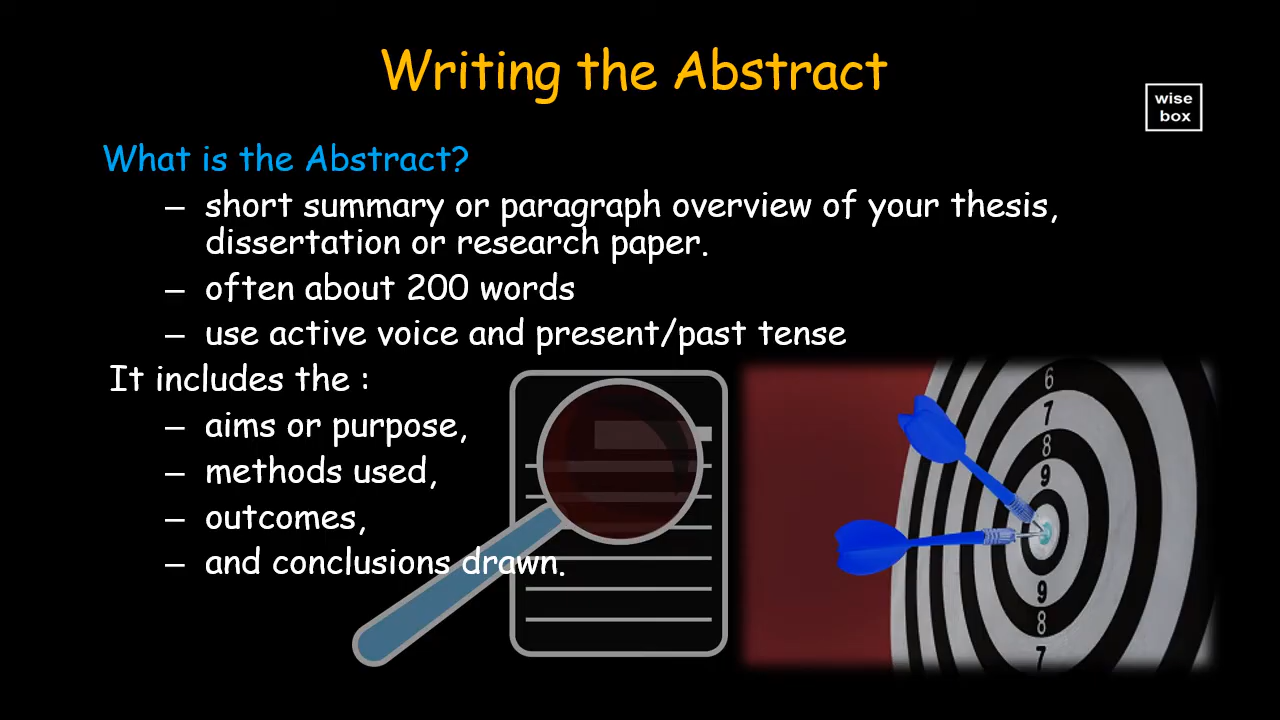 Writing the Abstract
wise
box
What is the Abstract?
– short summary or paragraph overview of your thesis,
dissertation or research paper.
– often about 200 words
– use active voice and present/past tense
It includes the :
– aims or purpose,
– methods used,
– outcomes,
– and conclusions drawn.
6
7
8
9
9
8
7